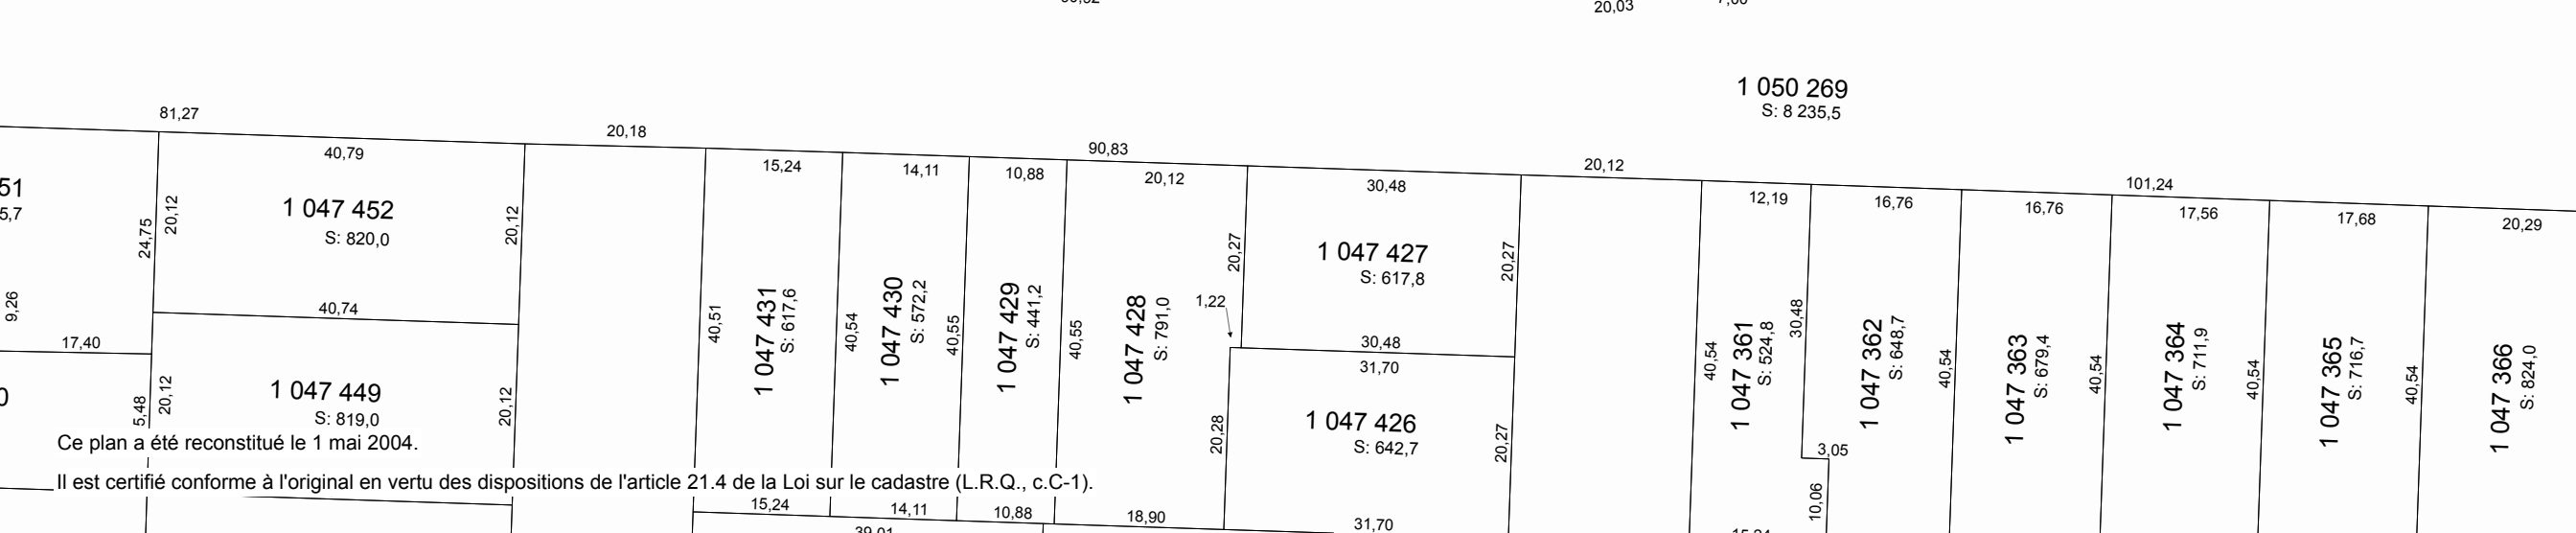 20,03
1 050 269
S: 8 235,5
81,27
20,18
90,83
20,12
101,24
40,79
15,24
14,11
10,88
20,12
30,48
12,19
16,76
16,76
17,56
17,68
20,29
51
5,7
24,75
20,12
1 047 452
S: 820,0
20,12
9,26
40,74
17,40
40,51
1 047 431
S: 617,6
40,54
1 047 430
S: 572,2
40,55
1 047 429
S: 441,2
40,55
1 047 428
S: 791,0
1,22
20,27
1 047 427
S: 617,8
20,27
30,48
31,70
40,54
1 047 361
S: 524,8
30,48
1 047 362
S: 648,7
40,54
1 047 363
S: 679,4
40,54
1 047 364
S: 711,9
40,54
1 047 365
S: 716,7
40,54
1 047 366
S: 824,0
0
5,48
20,12
1 047 449
S: 819,0
20,12
20,28
1 047 426
S: 642,7
20,27
3,05
10,06
Ce plan a été reconstitué le 1 mai 2004.
Il est certifié conforme à l'original en vertu des dispositions de l'article 21.4 de la Loi sur le cadastre (L.R.Q., c.C-1).
15,24
14,11
10,88
18,90
31,70
39,01